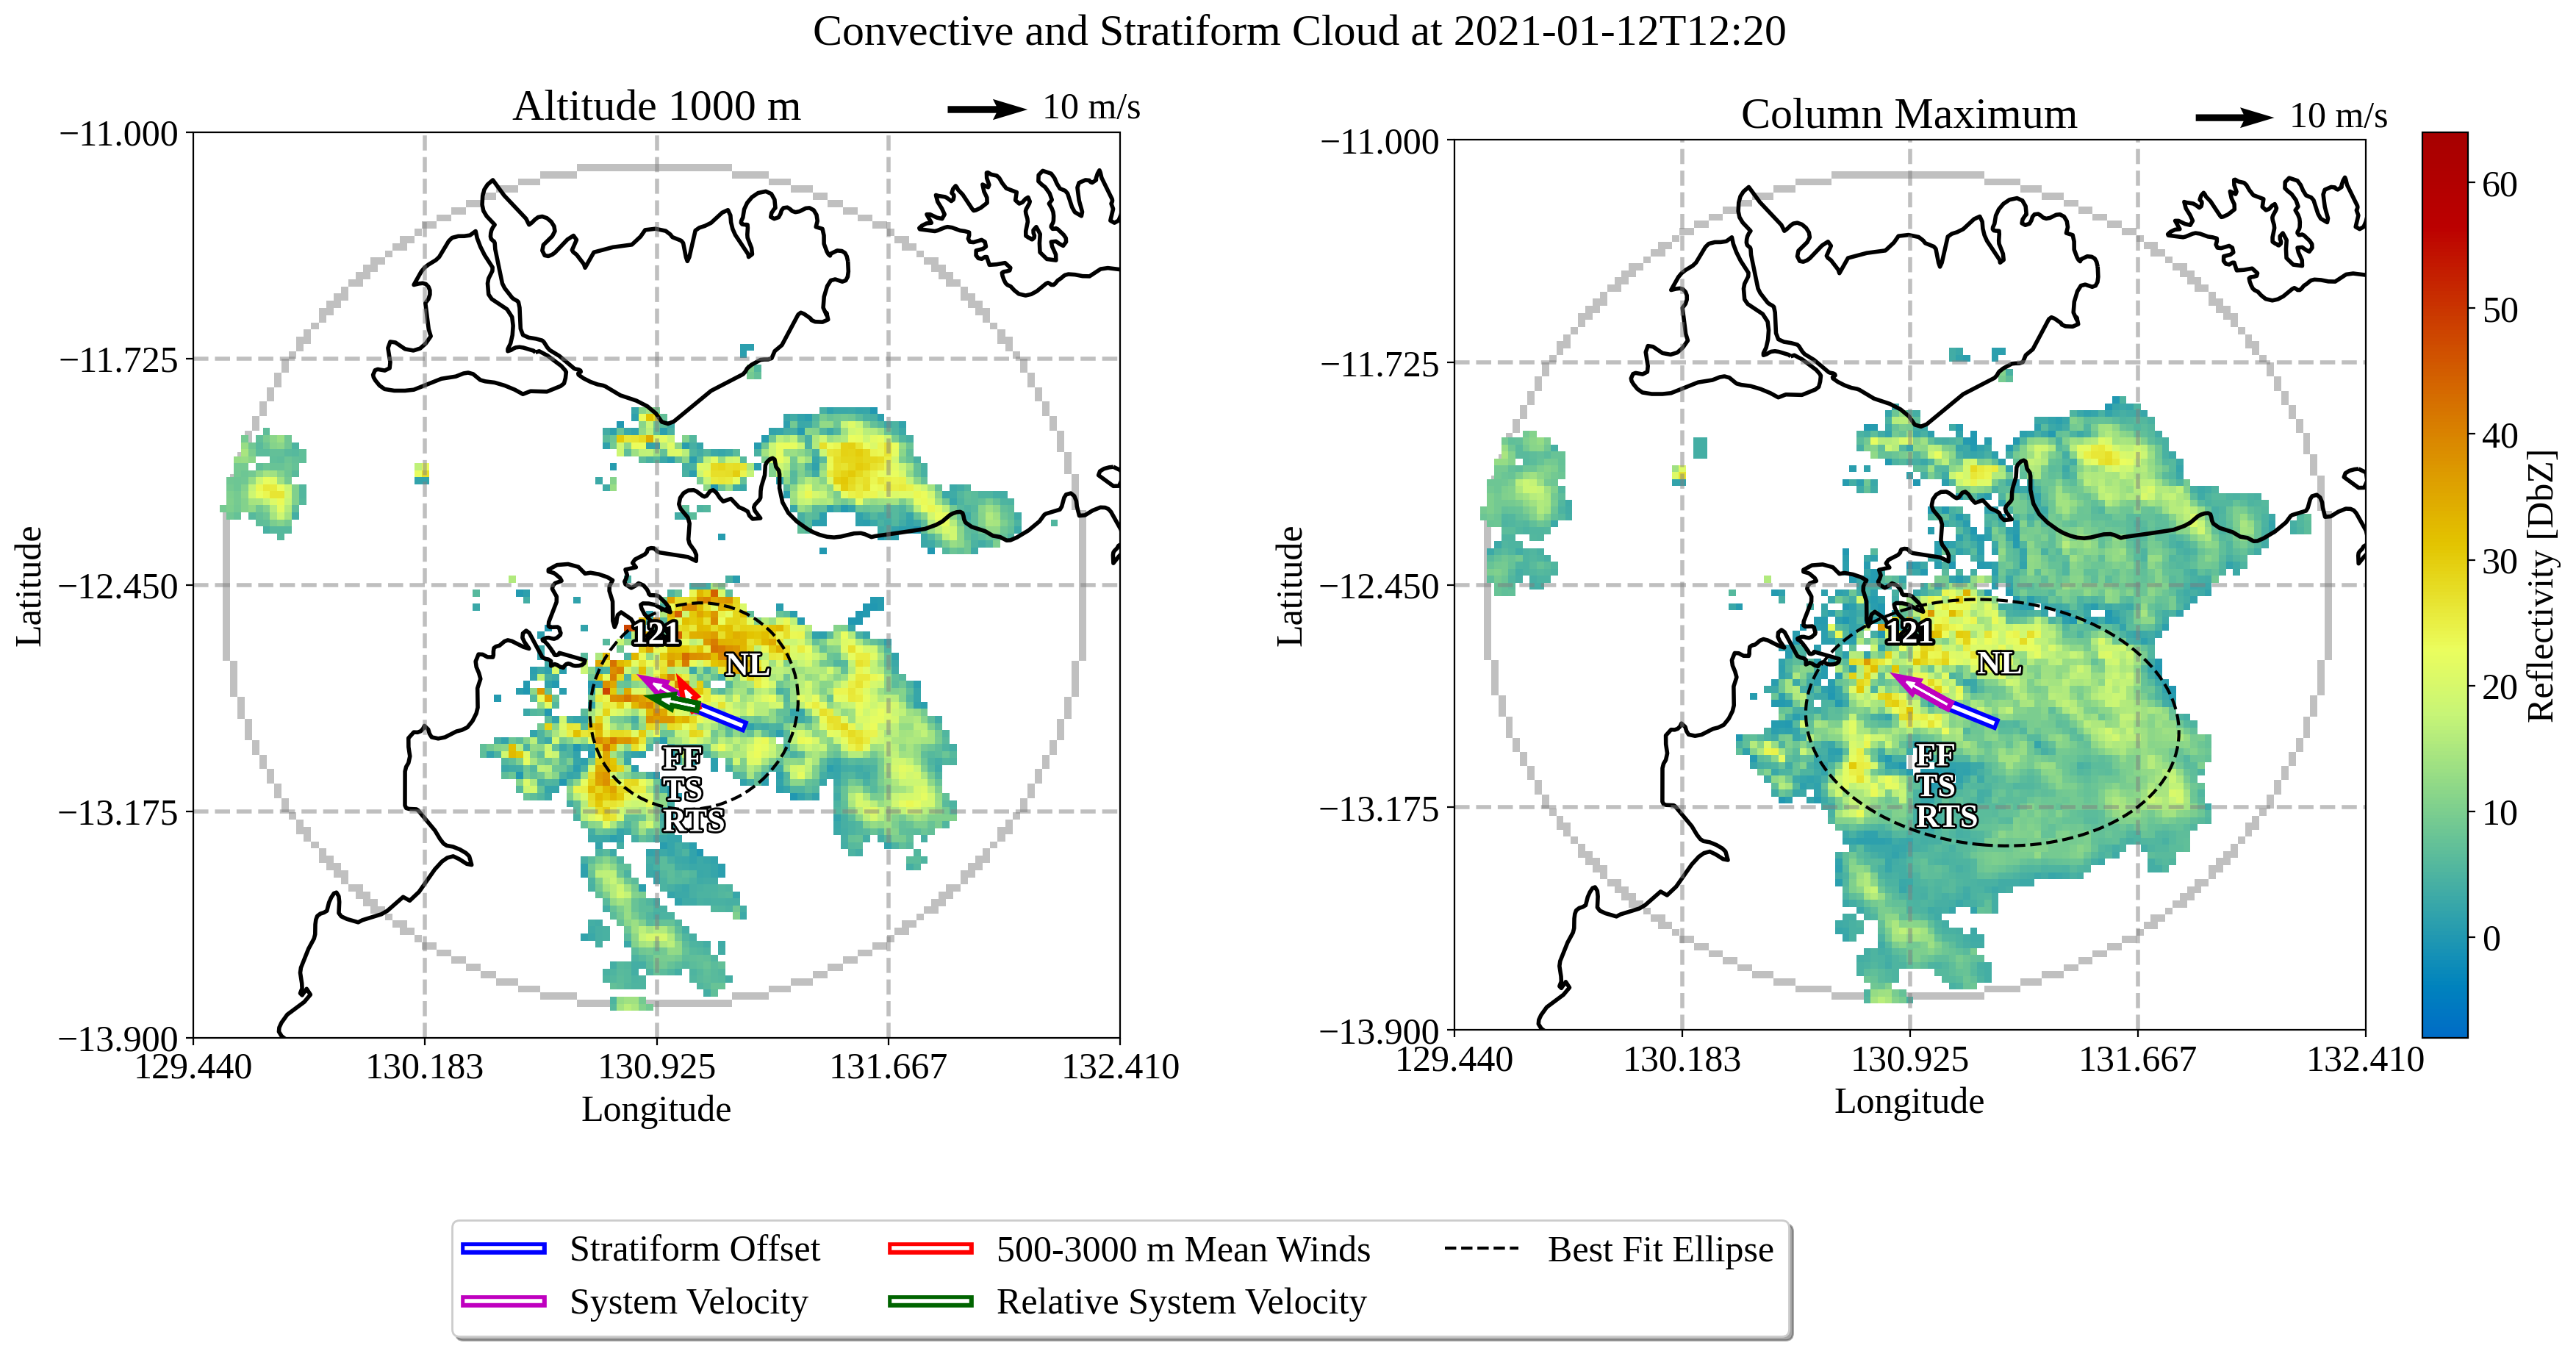 Convective and Stratiform Cloud at 2021-01-12T12:20
Altitude 1000 m
10 m/s
−11.000
−11.725
−12.450
−13.175
−13.900
Latitude
129.440
130.183
130.925
131.667
132.410
Longitude
121
NL
FF
TS
RTS
Column Maximum
10 m/s
−11.000
−11.725
−12.450
−13.175
−13.900
Latitude
129.440
130.183
130.925
131.667
132.410
Longitude
121
NL
FF
TS
RTS
60
50
40
30
20
10
0
Reflectivity [DbZ]
Stratiform Offset
System Velocity
500-3000 m Mean Winds
Relative System Velocity
Best Fit Ellipse